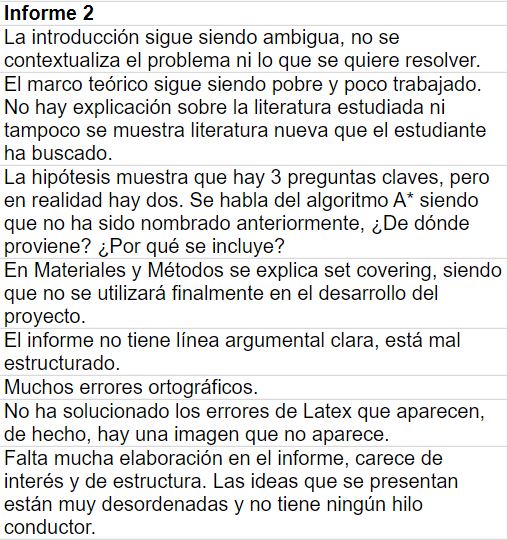 Informe 2
La introducción sigue siendo ambigua, no se
contextualiza el problema ni lo que se quiere resolver.
El marco teórico sigue siendo pobre y poco trabajado.
No hay explicación sobre la literatura estudiada ni
tampoco se muestra literatura nueva que el estudiante
ha buscado.
La hipótesis muestra que hay 3 preguntas claves, pero
en realidad hay dos. Se habla del algoritmo A* siendo
que no ha sido nombrado anteriormente, ¿De dónde
proviene? ¿Por qué se incluye?
En Materiales y Métodos se explica set covering, siendo
que no se utilizará finalmente en el desarrollo del
proyecto.
El informe no tiene línea argumental clara, está mal
estructurado.
Muchos errores ortográficos.
No ha solucionado los errores de Latex que aparecen,
de hecho, hay una imagen que no aparece.
Falta mucha elaboración en el informe, carece de
interés y de estructura. Las ideas que se presentan
están muy desordenadas y no tiene ningún hilo
conductor.